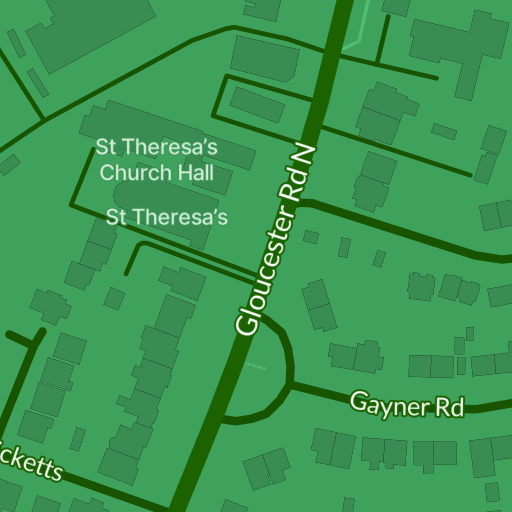 St Theresa’s
Church Hall
St Theresa’s
Gloucester Rd N
Gayner Rd